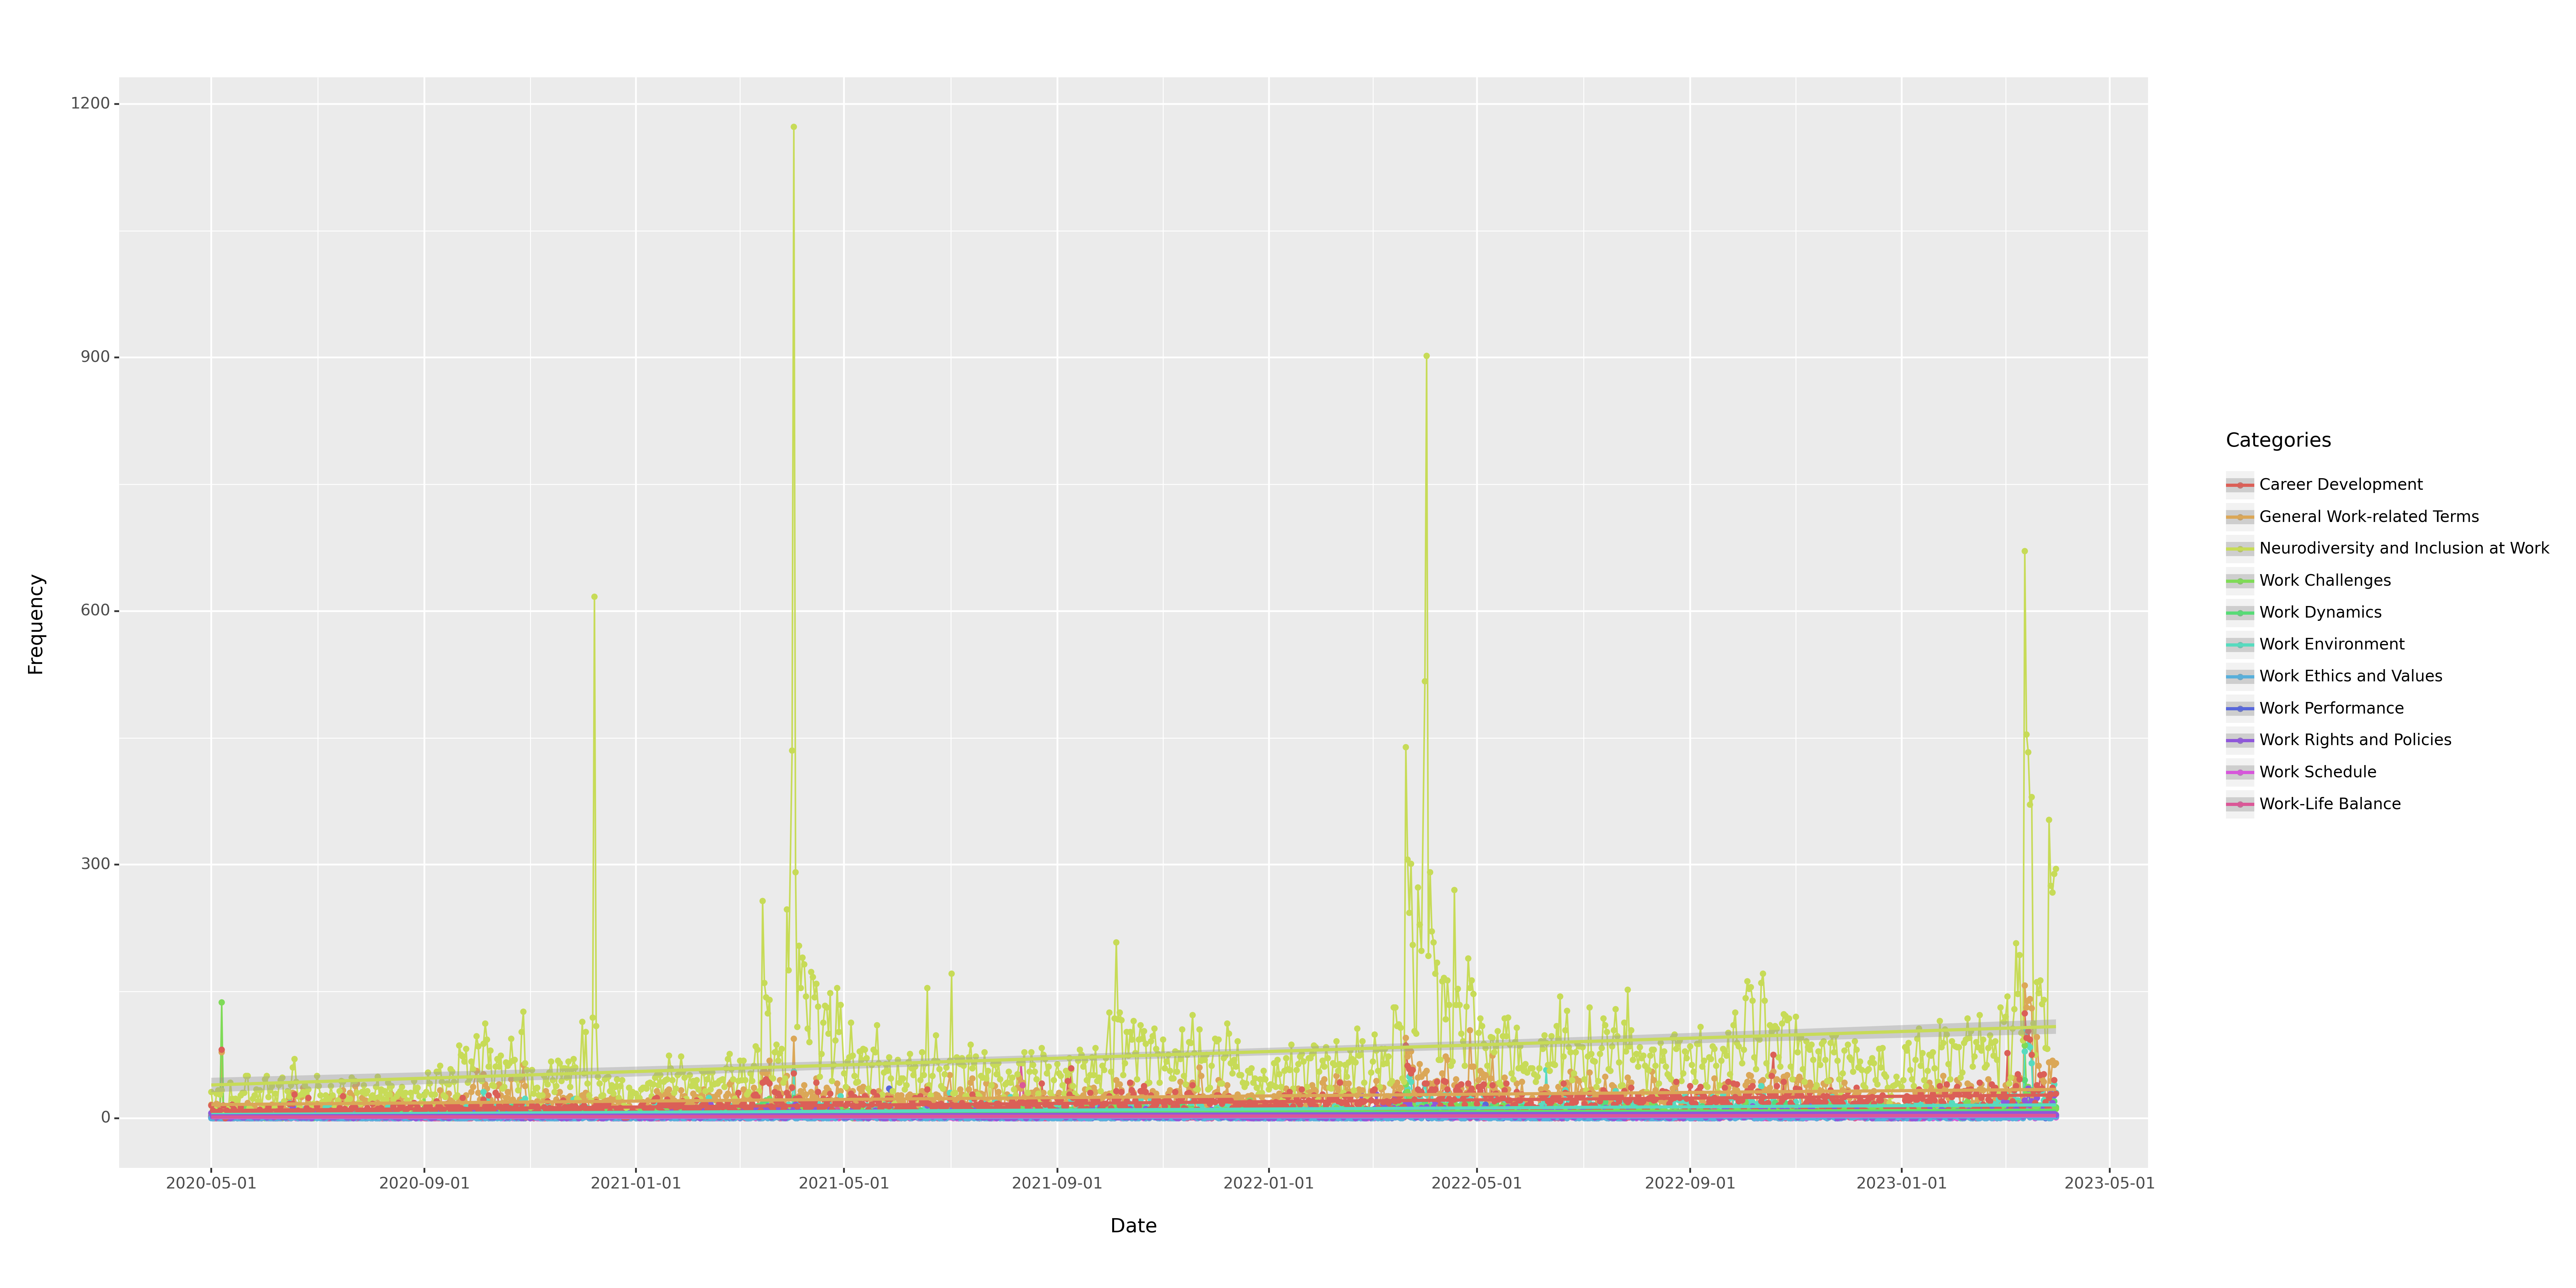 1200
900
600
300
0
Frequency
2020-05-01
2020-09-01
2021-01-01
2021-05-01
2021-09-01
2022-01-01
2022-05-01
2022-09-01
2023-01-01
2023-05-01
Date
Categories
Career Development
General Work-related Terms
Neurodiversity and Inclusion at Work
Work Challenges
Work Dynamics
Work Environment
Work Ethics and Values
Work Performance
Work Rights and Policies
Work Schedule
Work-Life Balance